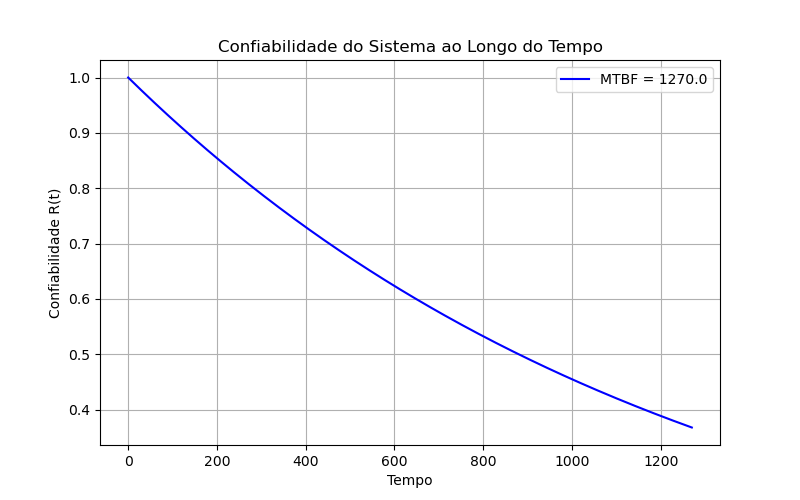 Confiabilidade do Sistema ao Longo do Tempo
MTBF = 1270.0
Confiabilidade R(t)
1.0
0.9
0.8
0.7
0.6
0.5
0.4
0 200 400 600 800 1000 1200
Tempo